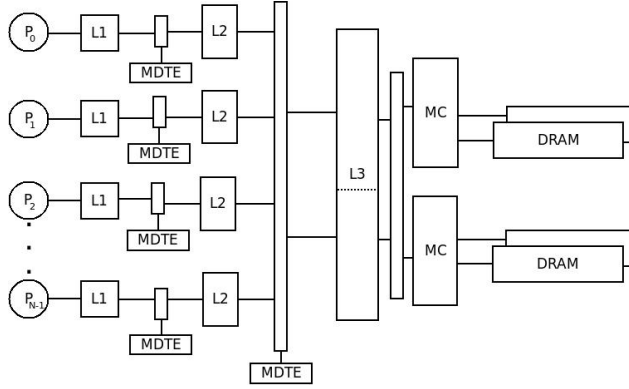 P0 L1 L2
MDTE
P1 L1 L2
MDTE
P2 L1 L2
MDTE
PN-1 L1 L2
MDTE
MDTE
L3
MC
DRAM
MC
DRAM